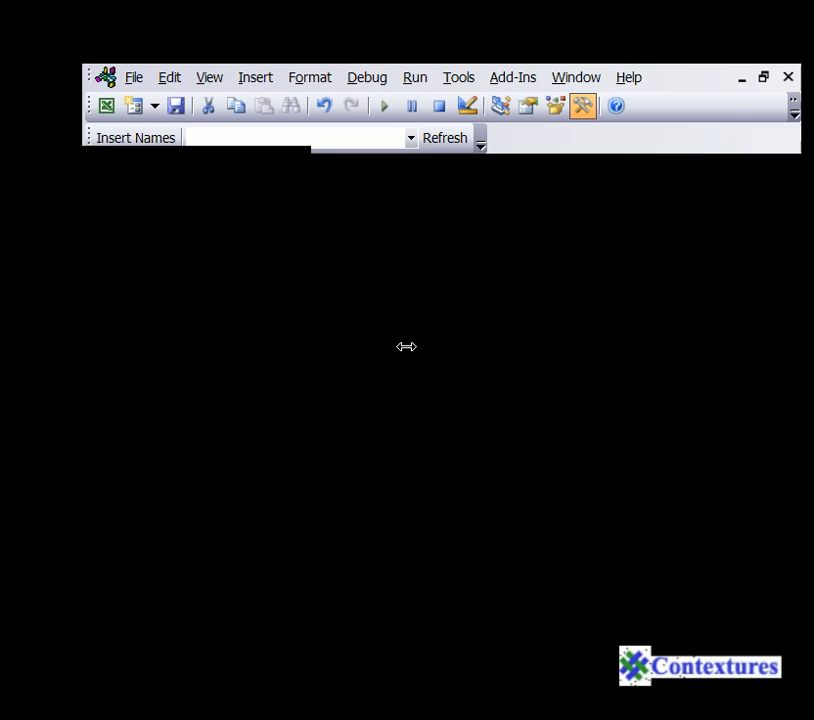 File Edit View Insert Format Debug Run Tools Add-Ins Window Help
Insert Names Refresh
Contextures